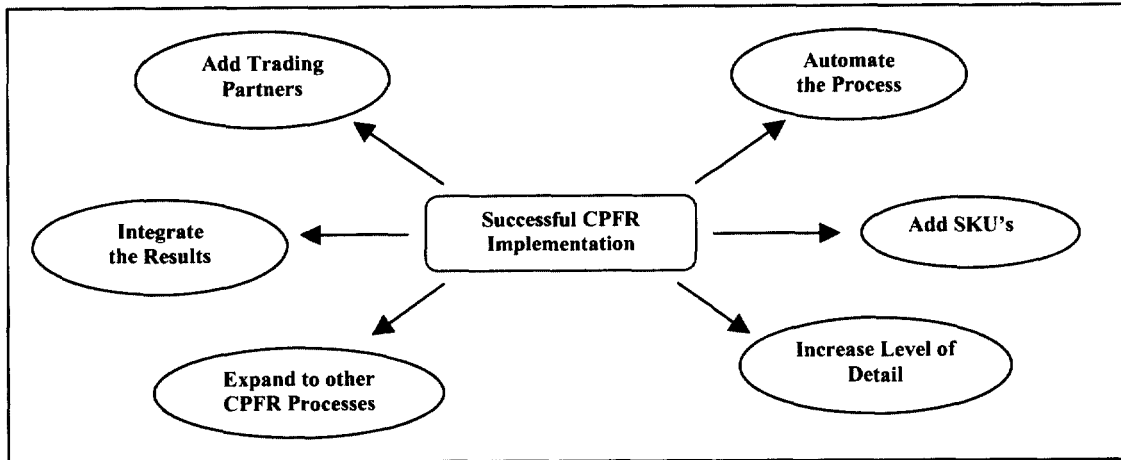 Add Trading
Partners
Automate
the Process
Integrate
the Results
Successful CPFR
Implementation
Add SKU's
Expand to other
CPFR Processes
Increase Level of
Detail